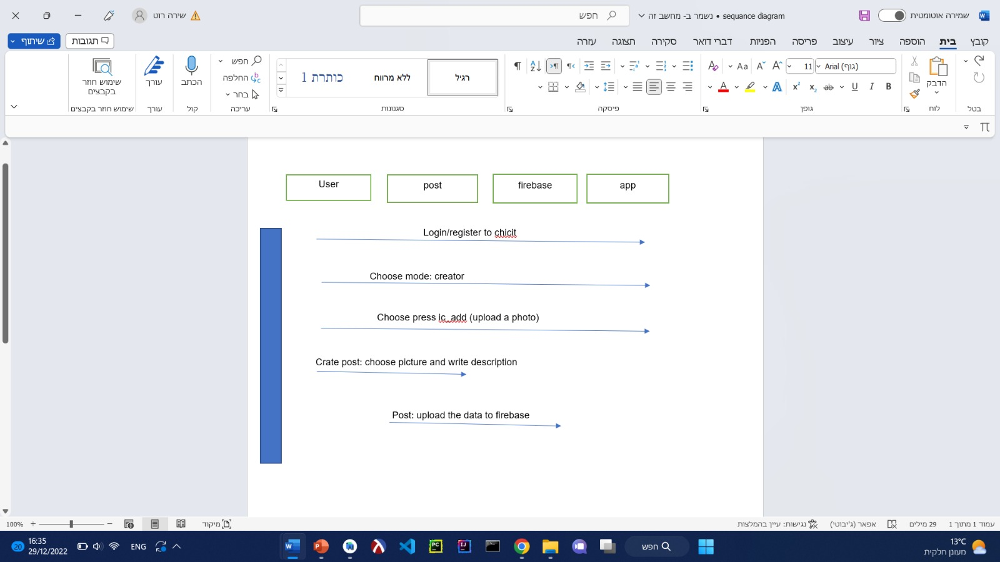 שמירה אוטומטית
sequance diagram • נשמר ב- מחשב זה
חפש
שירה רוט
קובץ בית הוספה ציור עיצוב פריסה הפניות דברי דואר סקירה תצוגה עזרה
תגובות
שיתוף
הדבק
Arial (גוף) 11
רגיל
ללא מרווח
כותרת 1
חפש
החלפה
בחר
הכתב
עורך
שימוש חוזר
בקבצים
בטל
לוח
גופן
פיסקה
סגנונות
עריכה
קול
עורך
שימוש חוזר בקבצים
User
post
firebase
app
Login/register to chicit
Choose mode: creator
Choose press ic_add (upload a photo)
Crate post: choose picture and write description
Post: upload the data to firebase
עמוד 1 מתוך 1
29 מילים
אפאר (ג'יבוטי)
נגישות: עיין בהמלצות
מיקוד
100%
20
16:35
29/12/2022
ENG
חפש
13°C
מעונן חלקית